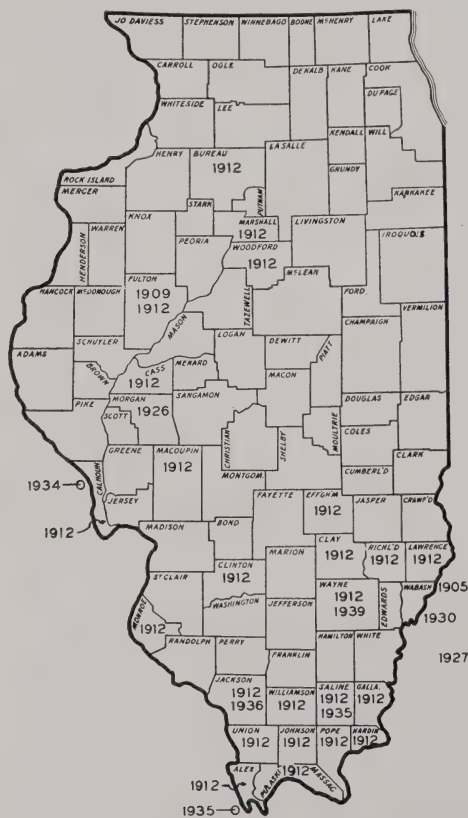 JO DAVIESS STEPHENSON WINNEBAGO BOONE McHENRY LAKE
CARROLL OGLE DE KALB KANE COOK
DU PAGE
WHITESIDE LEE
KENDALL WILL
HENRY BUREAU LASALLE
1912
GRUNDY
ROCK ISLAND
MERCER KANKAKEE
STARK PUTNAM
KNOX MARSHALL LIVINGSTON
1912
HENDERSON WARREN PEORIA IROQUOIS
WOODFORD
1912
McLEAN
FULTON TAZEWELL
HANCOCK McDONOUGH 1909 FORD
1912 VERMILION
MASON CHAMPAIGN
SCHUYLER LOGAN DEWITT PIATT
ADAMS CASS MENARD
BROWN 1912 MACON
PIKE MORGAN SANGAMON DOUGLAS EDGAR
1926
SCOTT CHRISTIAN SHELBY MOULTRIE COLES
GREENE MACOUPIN CLARK
1912 MONTGOM. CUMBERL'D
1934 CALHOUN
JERSEY FAYETTE EFFGHM JASPER CRAWF'D
1912
1912 MADISON BOND
CLAY RICHL'D LAWRENCE
MARION 1912 1912 1912
CLINTON
1912
ST CLAIR WAYNE WABASH 1905
WASHINGTON JEFFERSON 1912 EDWARDS
1939 1930
MONROE
1912
RANDOLPH PERRY HAMILTON WHITE
1927
FRANKLIN
JACKSON
1912 WILLIAMSON SALINE GALLA.
1936 1912 1912 1912
1935
UNION JOHNSON POPE HARDIN
1912 1912 1912 1912
ALEX PULASKI 1912 MASSAC
1912
1935